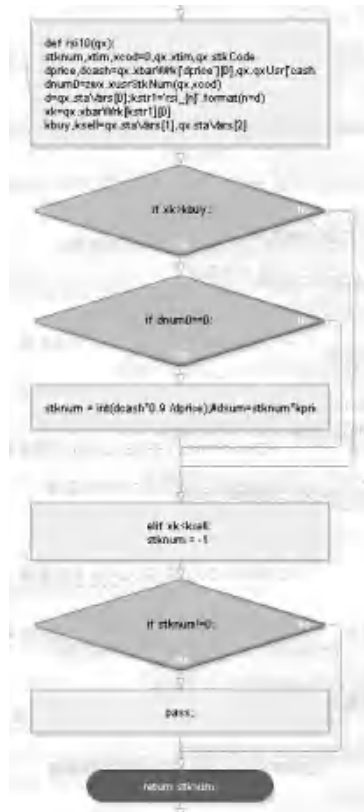 def rsi10(qx):
stknum,xtim,xcod=0,qx.xtim,qx.stkCode
dprice,dcash=qx.xbarWrk['dprice'][0],qx.qxUsr['cash
dnum0=zwx.xusrStkNum(qx,xcod)
d=qx.staVars[0];kstr1='rsi_{n}'.format(n=d)
xk=qx.xbarWrk[kstr1][0]
kbuy,ksell=qx.staVars[1],qx.staVars[2]
if xk>kbuy:
if dnum0==0:
stknum = int(dcash*0.9 /dprice);#dsum=stknum*kpri
elif xk<ksell:
stknum = -1
if stknum!=0:
pass;
return stknum